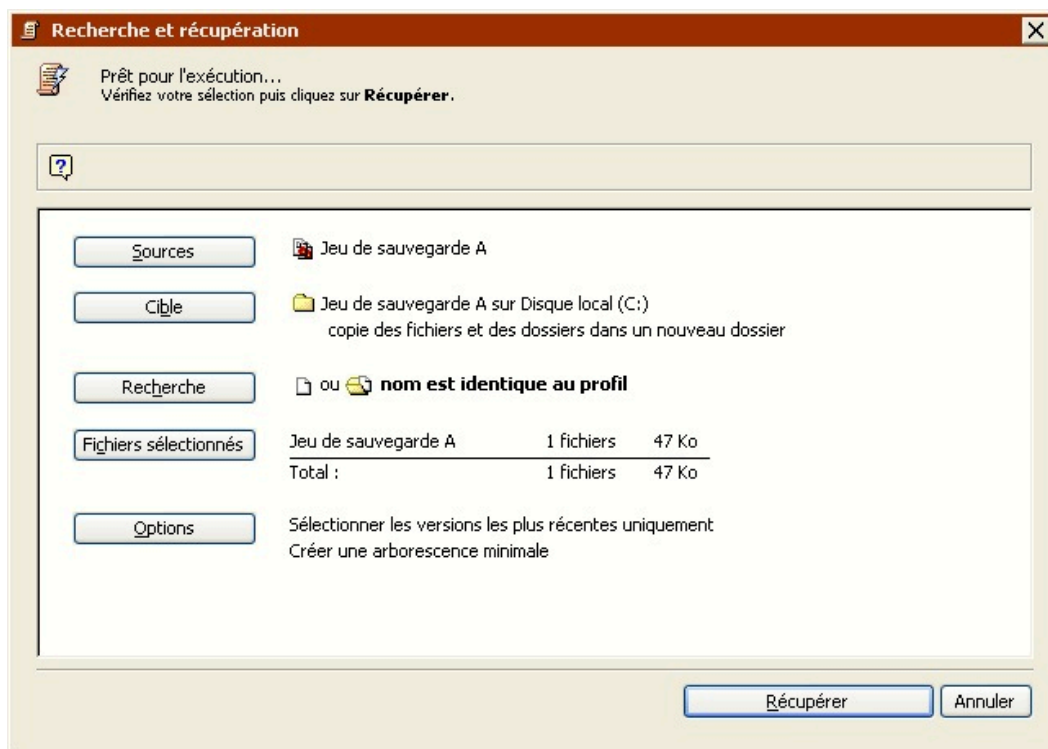 Recherche et récupération
Prêt pour l'exécution...
Vérifiez votre sélection puis cliquez sur Récupérer.
Sources
Jeu de sauvegarde A
Cible
Jeu de sauvegarde A sur Disque local (C:)
copie des fichiers et des dossiers dans un nouveau dossier
Recherche
ou nom est identique au profil
Fichiers sélectionnés
Jeu de sauvegarde A 1 fichiers 47 Ko
Total : 1 fichiers 47 Ko
Options
Sélectionner les versions les plus récentes uniquement
Créer une arborescence minimale
Récupérer Annuler